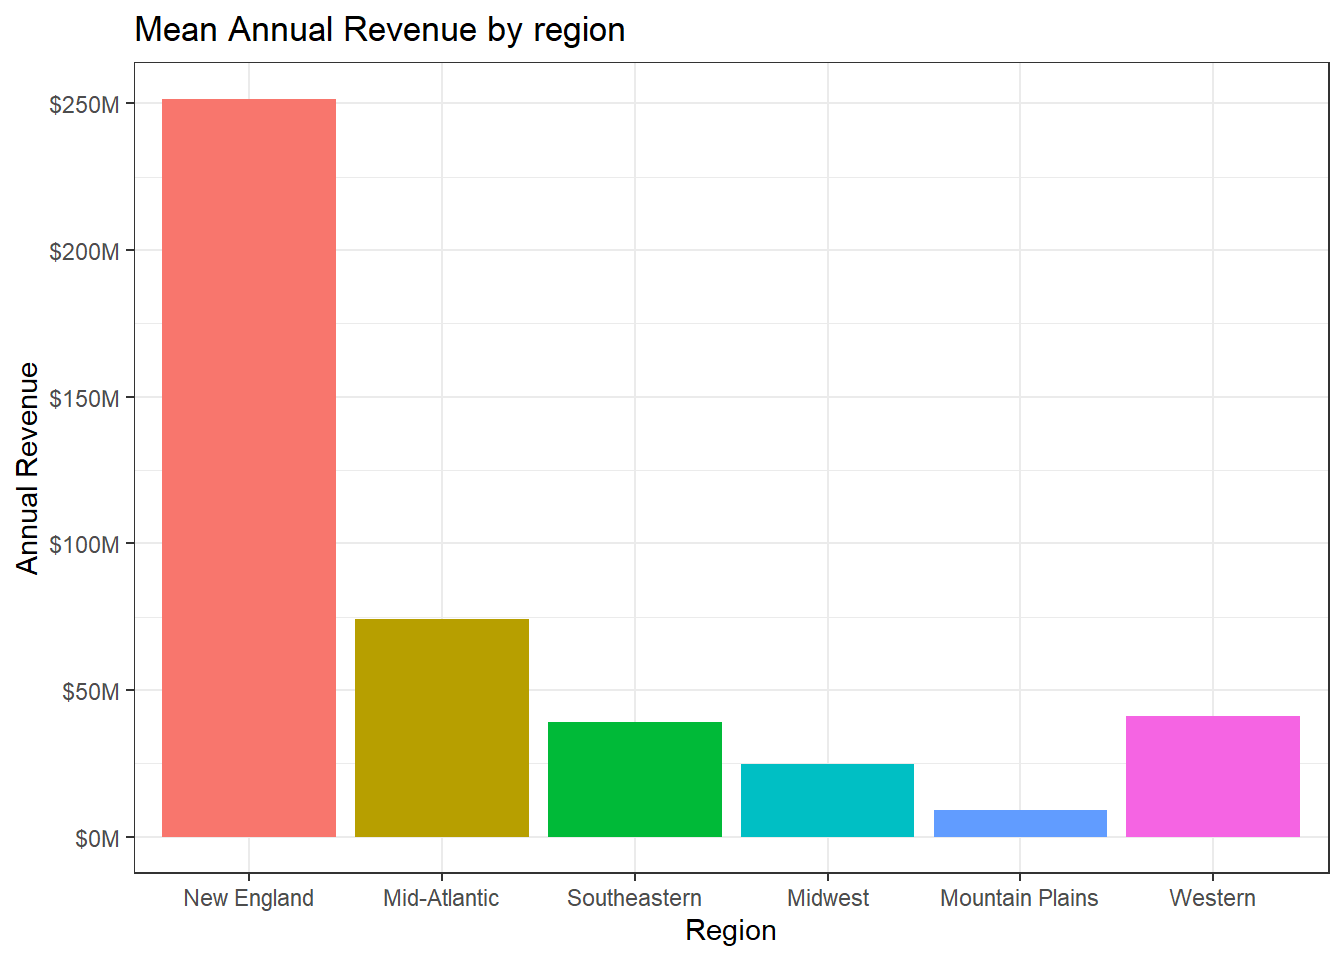 Mean Annual Revenue by region
$250M
$200M
$150M
$100M
$50M
$0M
Annual Revenue
New England
Mid-Atlantic
Southeastern
Midwest
Mountain Plains
Western
Region